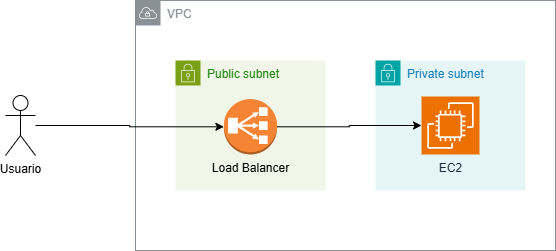 VPC
Public subnet
Private subnet
Usuario
Load Balancer
EC2